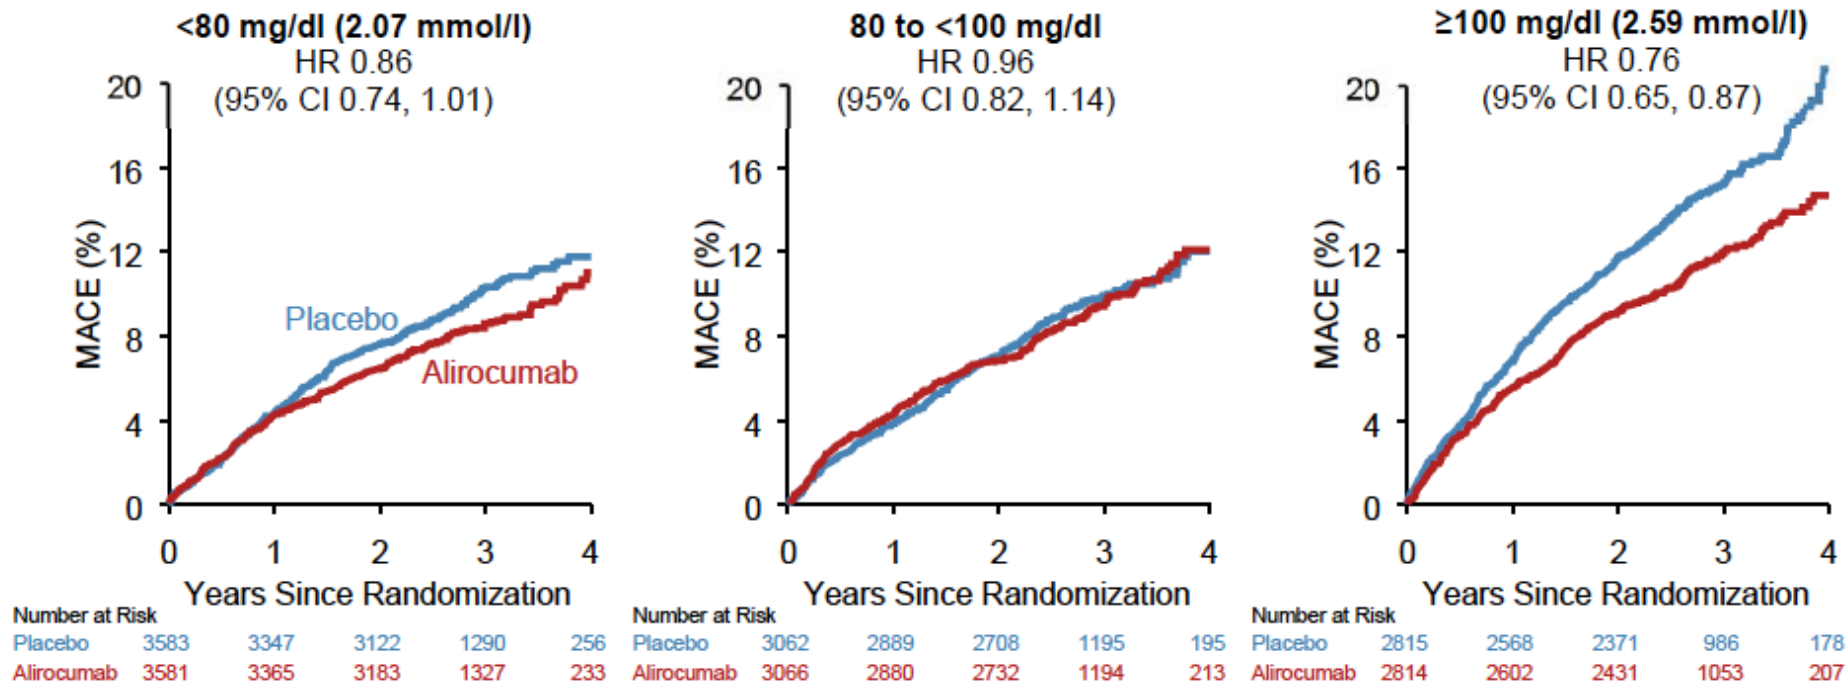 <80 mg/dl (2.07 mmol/l)
HR 0.86
(95% CI 0.74, 1.01)
20
16
12
8
4
0
MACE (%)
Placebo
Alirocumab
0 1 2 3 4
Years Since Randomization
Number at Risk
Placebo 3583 3347 3122 1290 256
Alirocumab 3581 3365 3183 1327 233
80 to <100 mg/dl
HR 0.96
(95% CI 0.82, 1.14)
20
16
12
8
4
0
MACE (%)
0 1 2 3 4
Years Since Randomization
Number at Risk
Placebo 3062 2889 2708 1195 195
Alirocumab 3066 2880 2732 1194 213
≥100 mg/dl (2.59 mmol/l)
HR 0.76
(95% CI 0.65, 0.87)
20
16
12
8
4
0
MACE (%)
0 1 2 3 4
Years Since Randomization
Number at Risk
Placebo 2815 2568 2371 986 178
Alirocumab 2814 2602 2431 1053 207